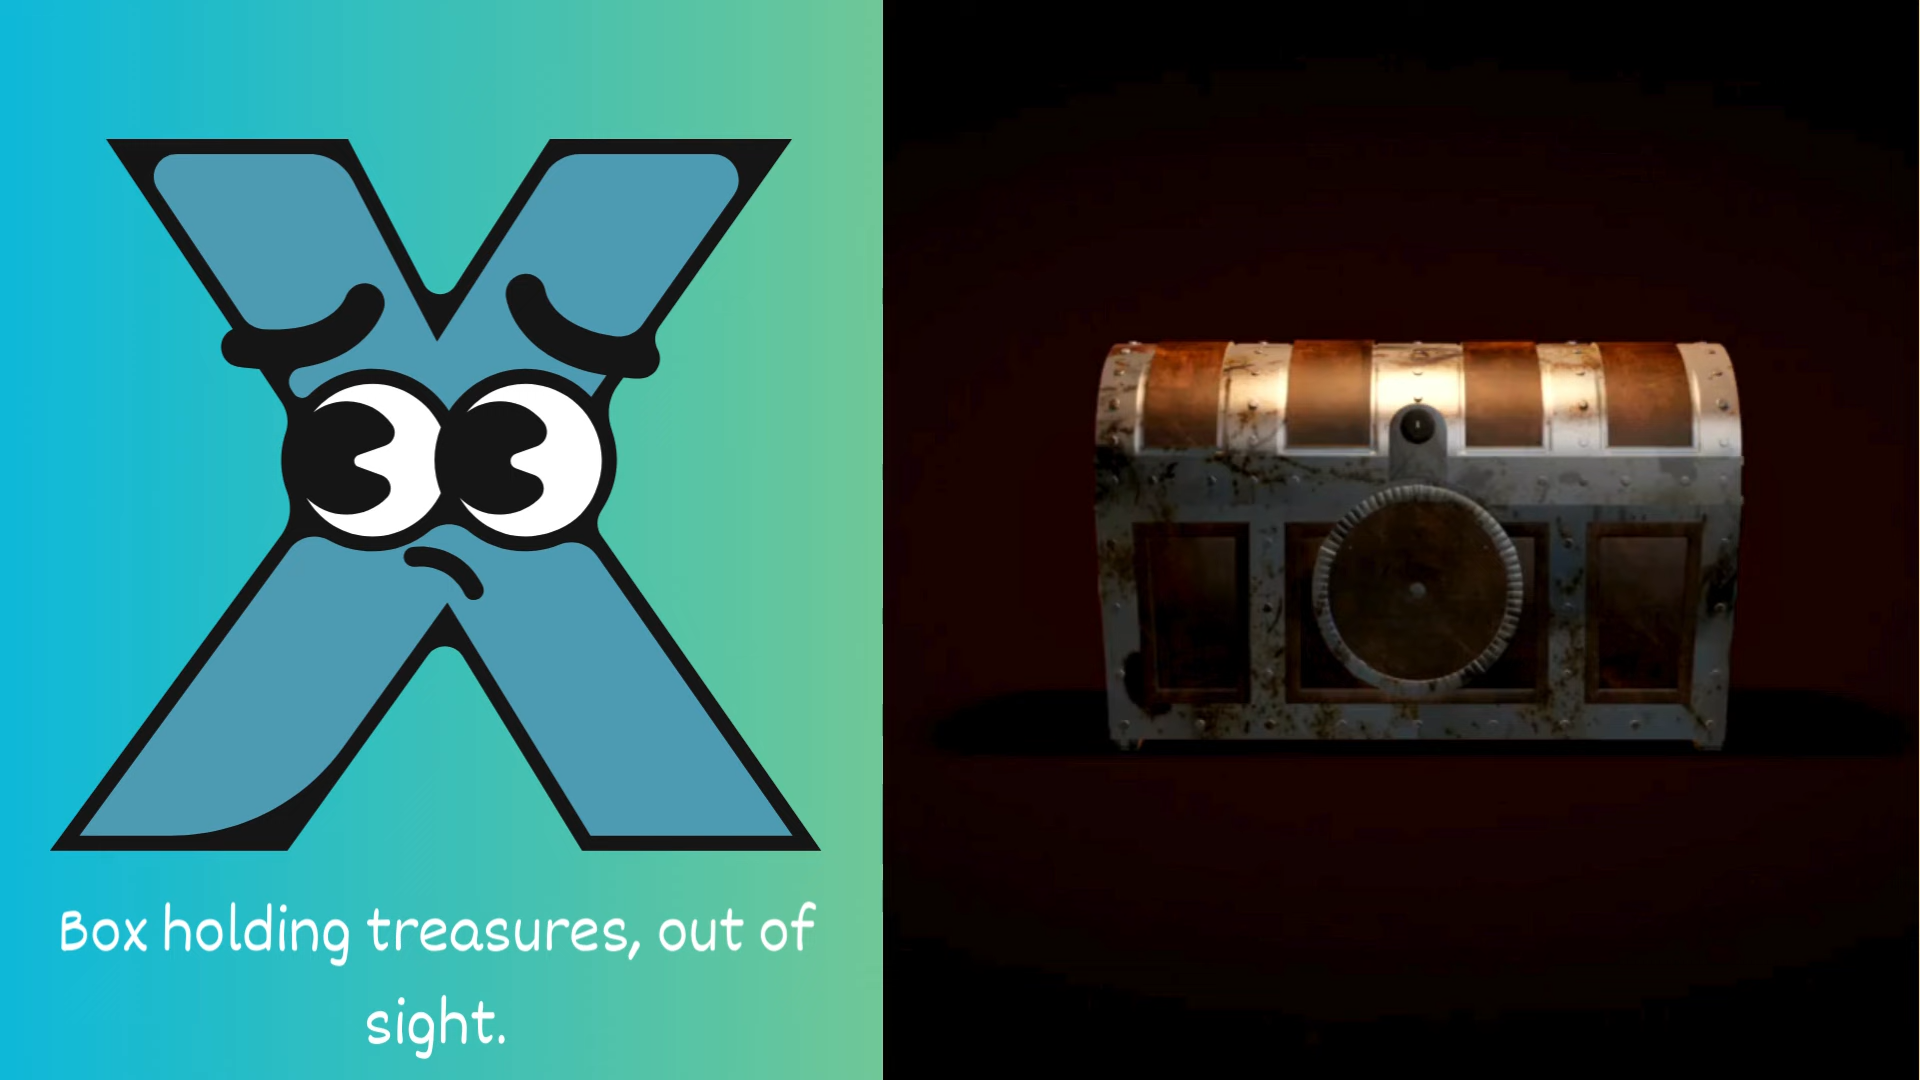 X
Box holding treasures, out of
sight.